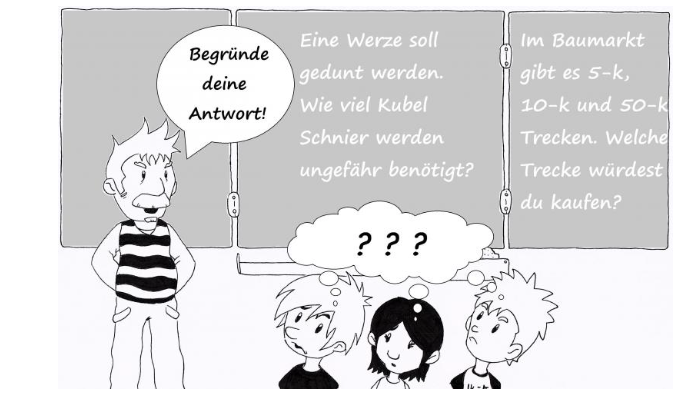 Begründe
deine
Antwort!
Eine Werze soll
gedunt werden.
Wie viel Kubel
Schnier werden
ungefähr benötigt?
Im Baumarkt
gibt es 5-k,
10-k und 50-k
Trecken. Welche
Trecke würdest
du kaufen?
? ? ?